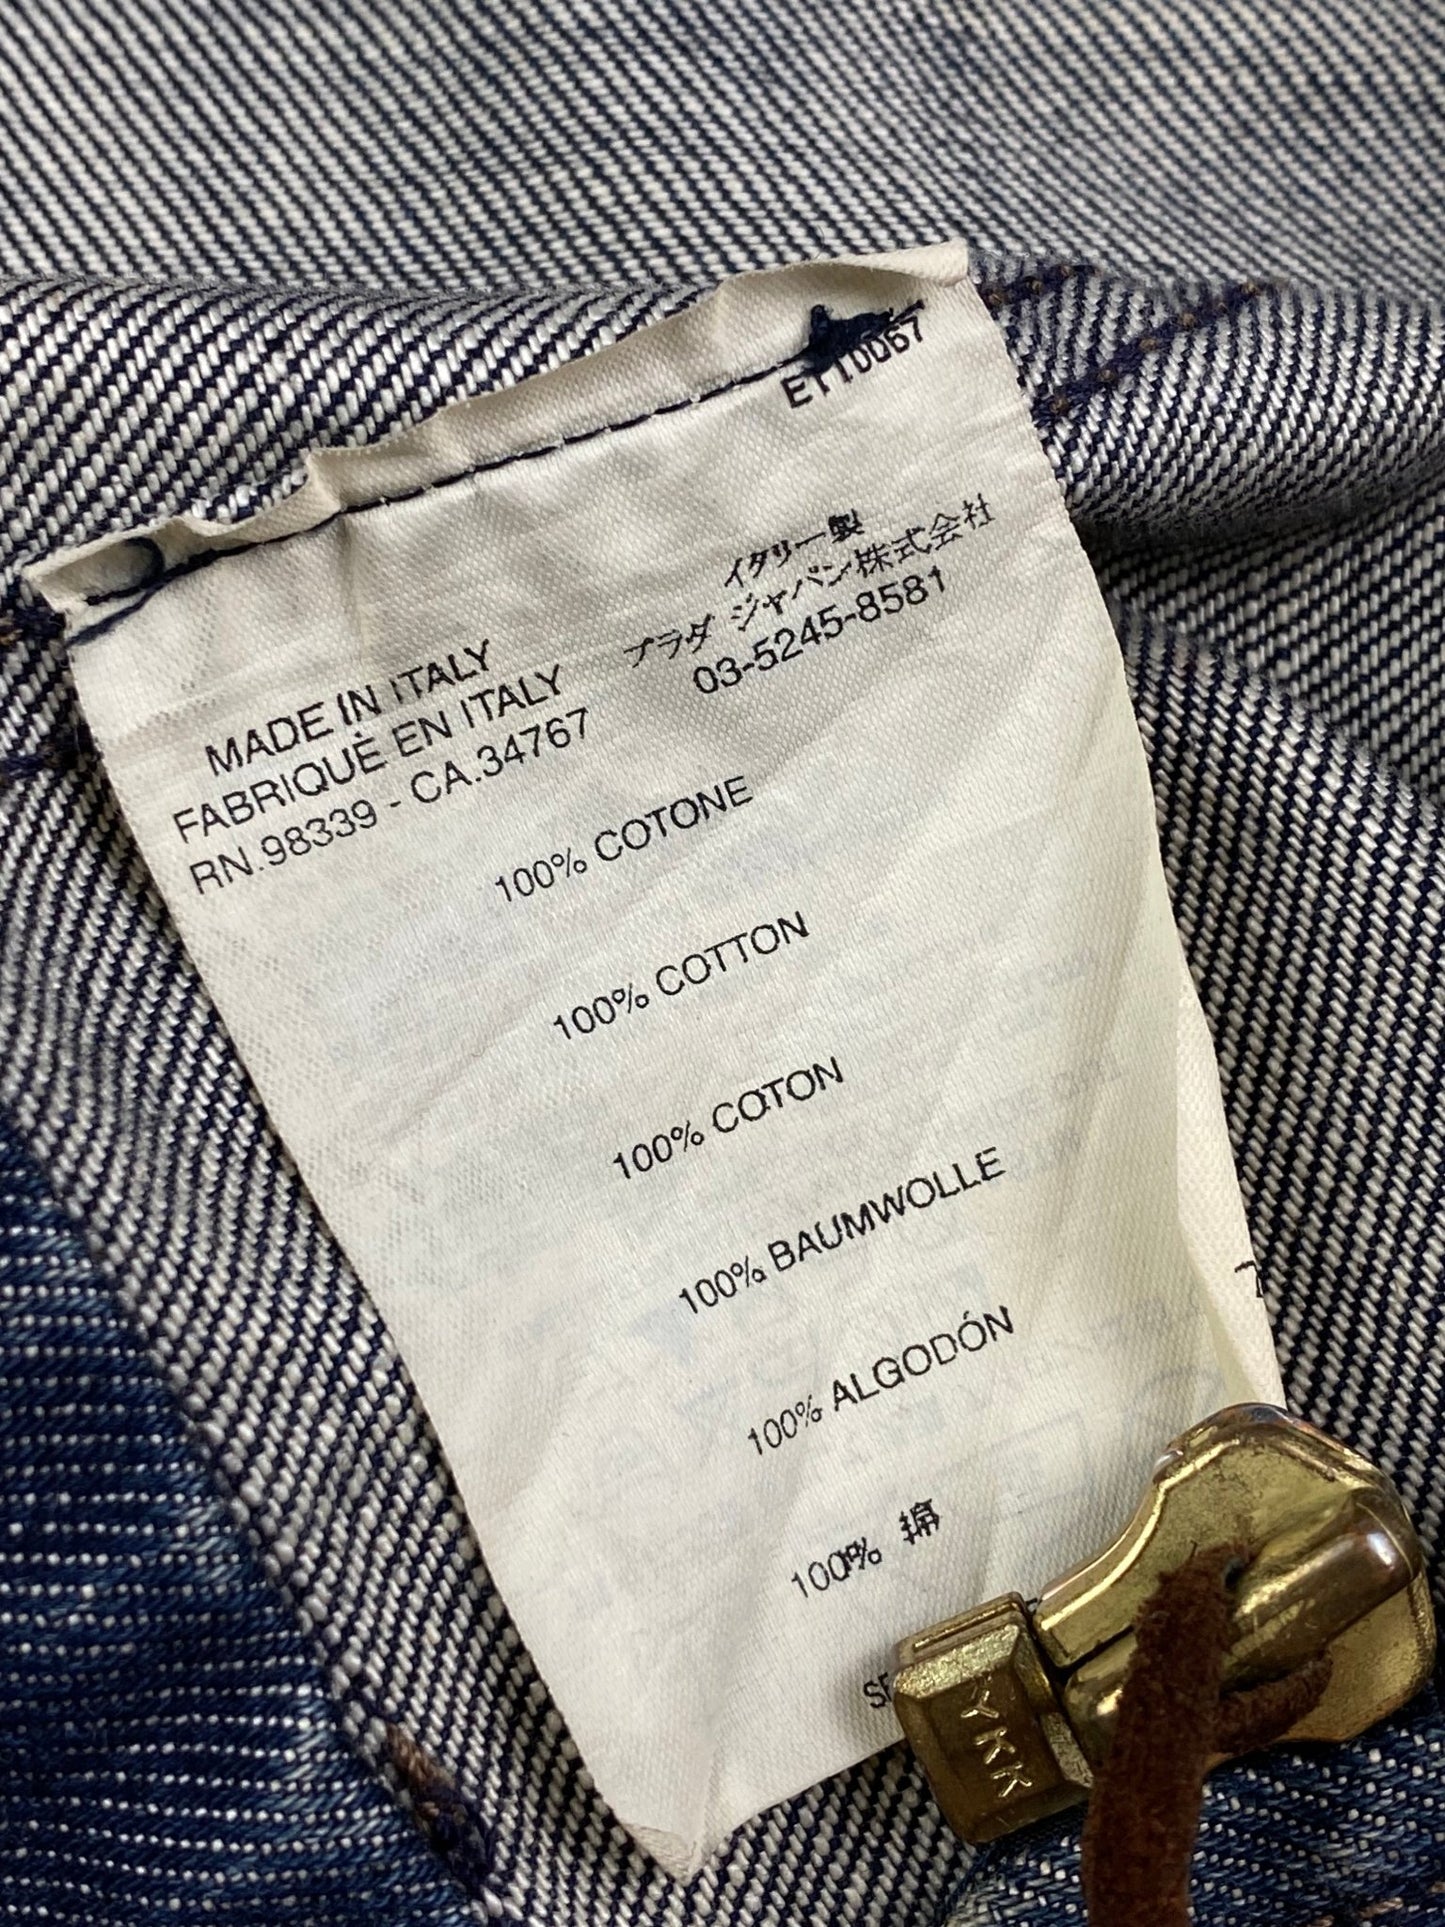 E110067
イタリー製
プラダ ジャパン株式会社
03-5245-8581
MADE IN ITALY
FABRIQUÈ EN ITALY
RN.98339 - CA.34767
100% COTONE
100% COTTON
100% COTON
100% BAUMWOLLE
100% ALGODÓN
100% 綿
YKK